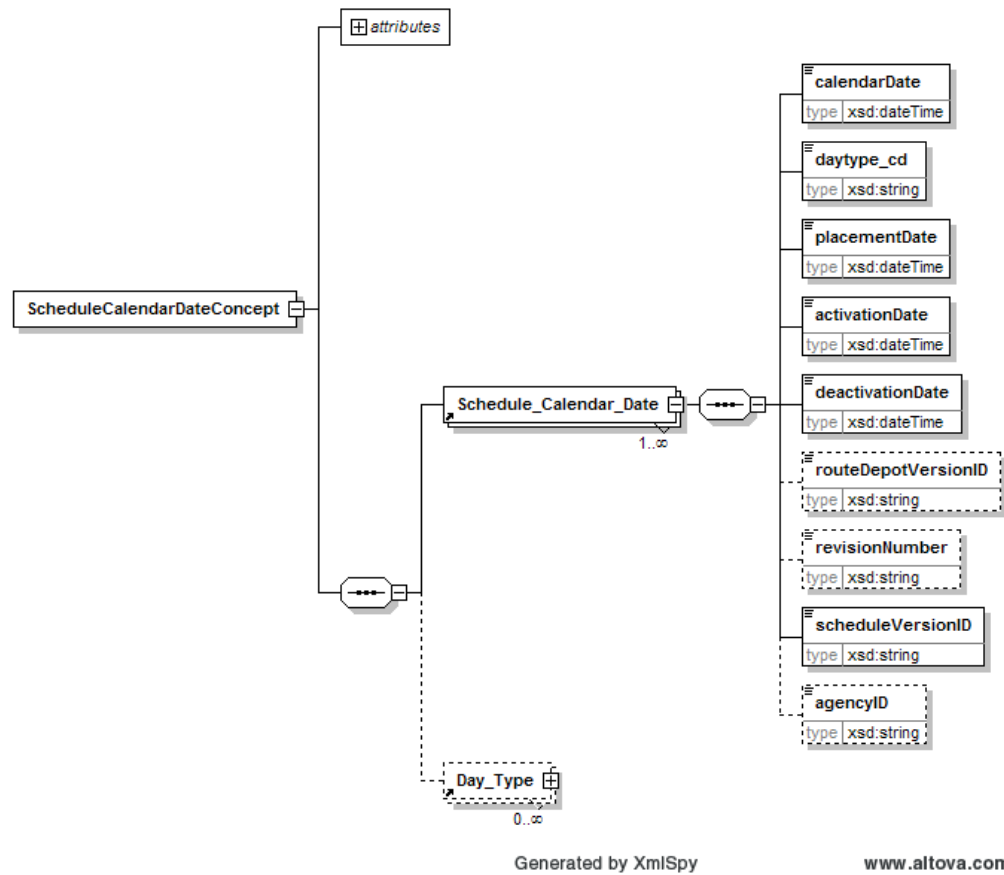 attributes
calendarDate
type xsd:dateTime
daytype_cd
type xsd:string
placementDate
type xsd:dateTime
ScheduleCalendarDateConcept
activationDate
type xsd:dateTime
Schedule_Calendar_Date
1..∞
deactivationDate
type xsd:dateTime
routeDepotVersionID
type xsd:string
revisionNumber
type xsd:string
scheduleVersionID
type xsd:string
agencyID
type xsd:string
Day_Type
0..∞
Generated by XmlSpy
www.altova.com